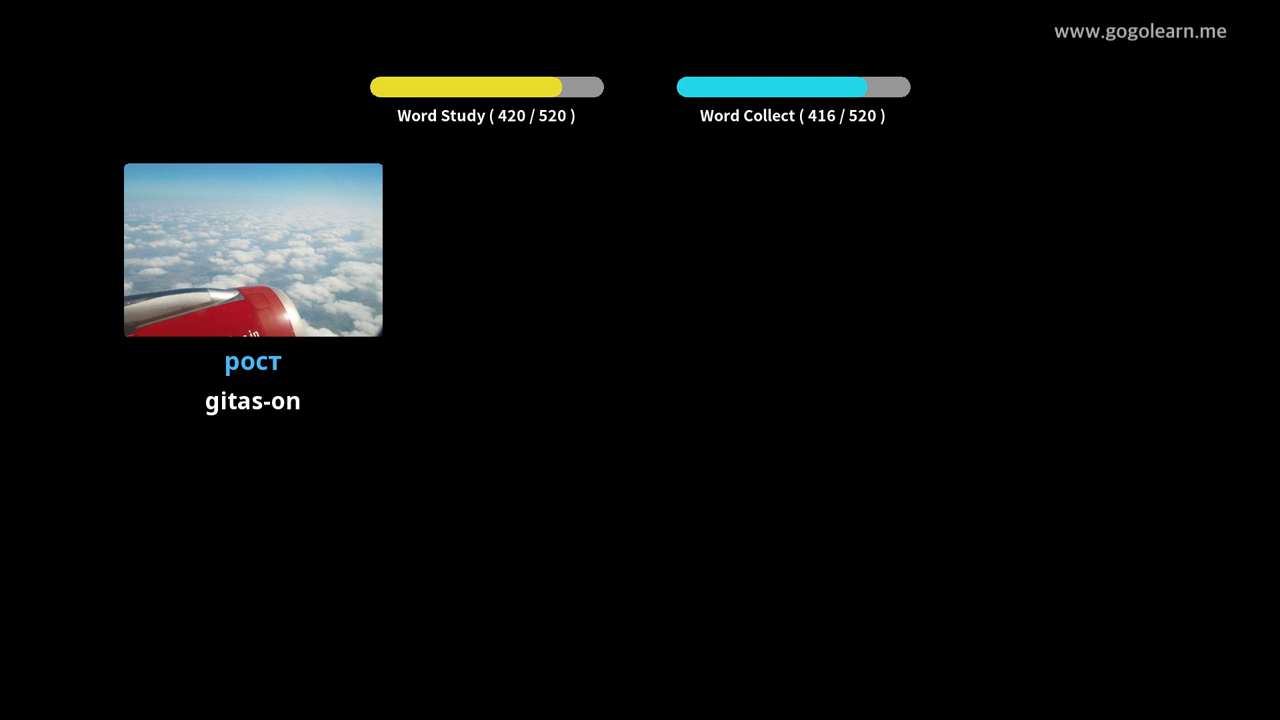 www.gogolearn.me
Word Study ( 420 / 520 )
Word Collect ( 416 / 520 )
рост
gitas-on